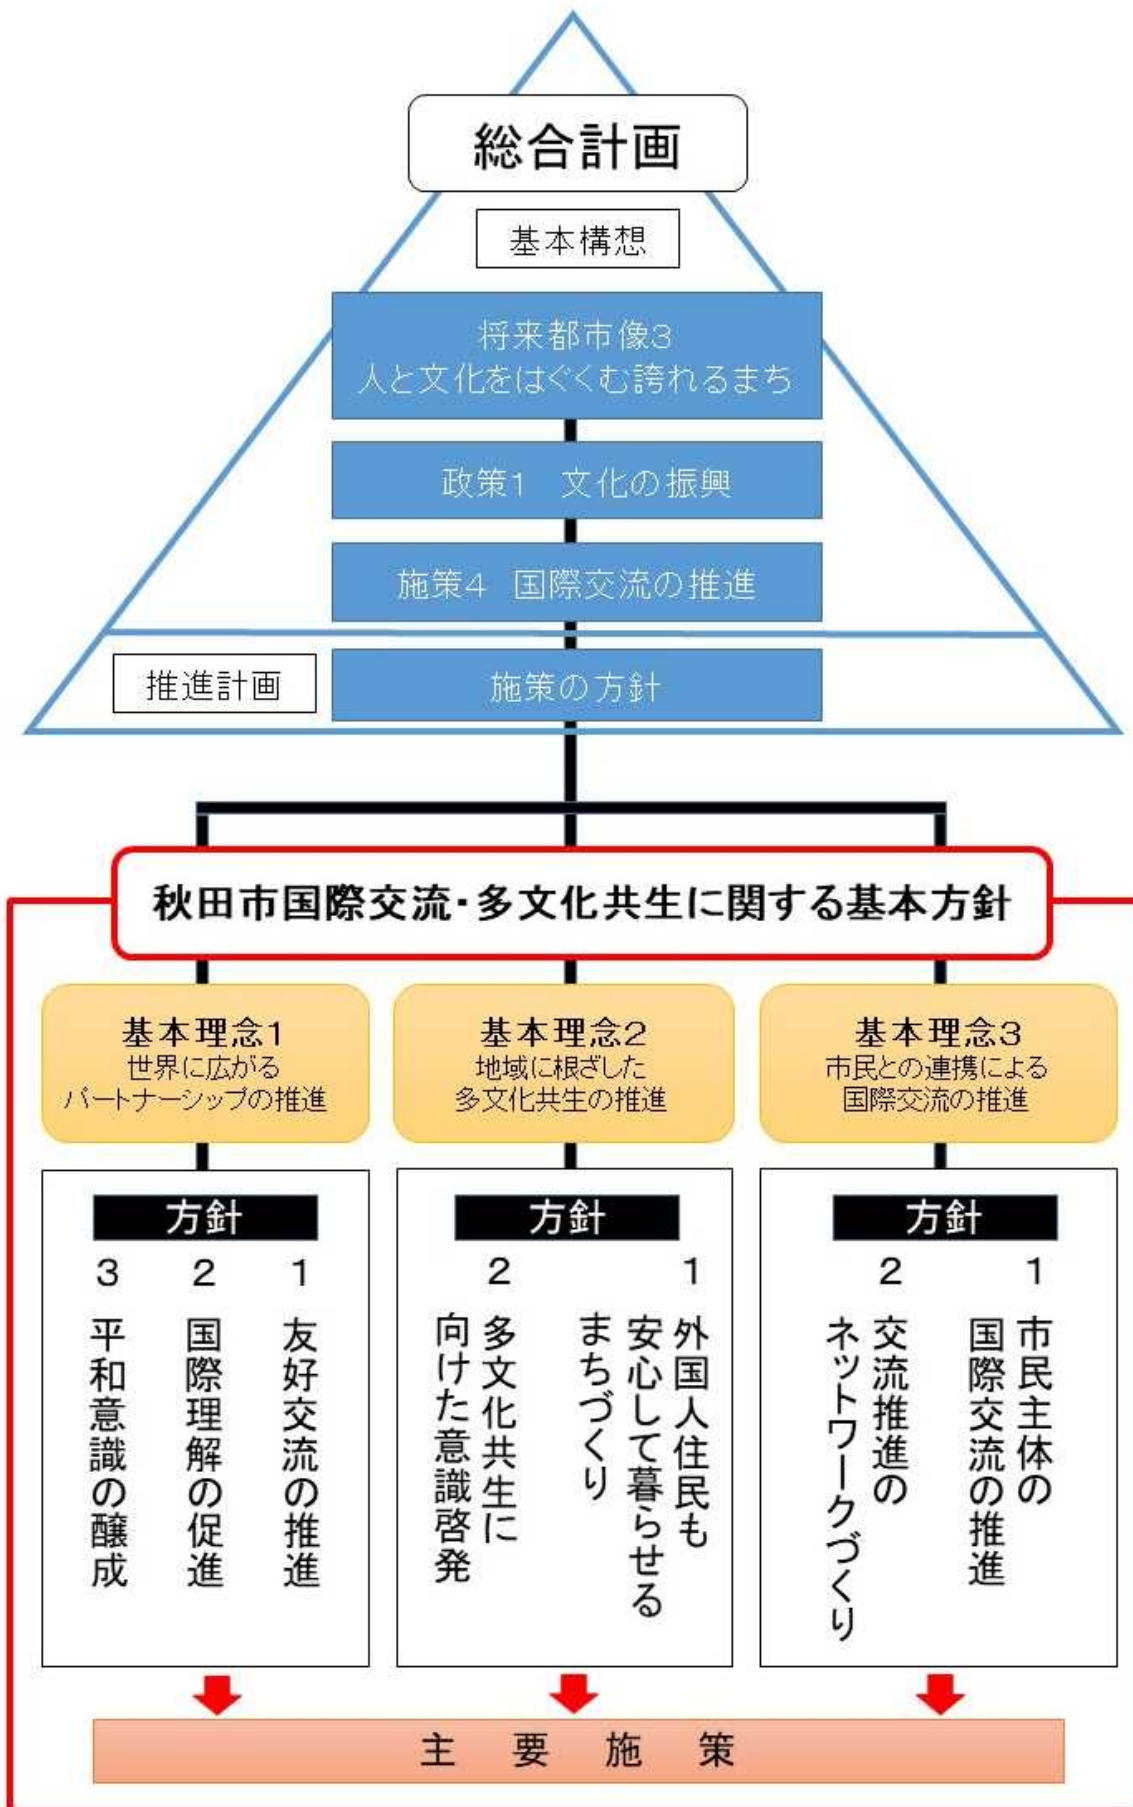 総合計画
基本構想
将来都市像3
人と文化をはぐくむ誇れるまち
政策1　文化の振興
施策4　国際交流の推進
推進計画
施策の方針
秋田市国際交流・多文化共生に関する基本方針
基本理念1
世界に広がる
パートナーシップの推進
方針
1 友好交流の推進
2 国際理解の促進
3 平和意識の醸成
基本理念2
地域に根ざした
多文化共生の推進
方針
1 外国人住民も
安心して暮らせる
まちづくり
2 多文化共生に
向けた意識啓発
基本理念3
市民との連携による
国際交流の推進
方針
1 市民主体の
国際交流の推進
2 交流推進の
ネットワークづくり
主要施策